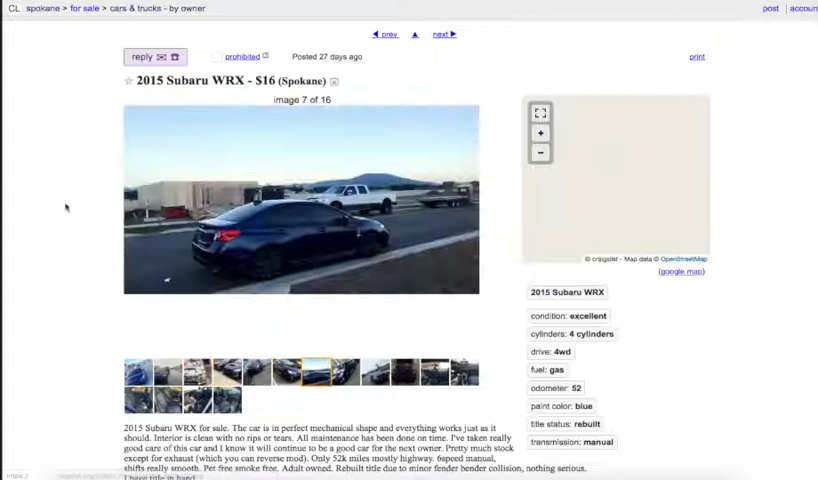 CL spokane > for sale > cars & trucks - by owner post accoun
◀ prev ▲ next ▶
reply prohibited [?] Posted 27 days ago print
☆ 2015 Subaru WRX - $16 (Spokane)
image 7 of 16
+
−
© craigslist - Map data © OpenStreetMap
(google map)
2015 Subaru WRX
condition: excellent
cylinders: 4 cylinders
drive: 4wd
fuel: gas
odometer: 52
paint color: blue
title status: rebuilt
transmission: manual
2015 Subaru WRX for sale. The car is in perfect mechanical shape and everything works just as it
should. Interior is clean with no rips or tears. All maintenance has been done on time. I've taken really
good care of this car and I know it will continue to be a good car for the next owner. Pretty much stock
except for exhaust (which you can reverse mod). Only 52k miles mostly highway. 6speed manual,
shifts really smooth. Pet free smoke free. Adult owned. Rebuilt title due to minor fender bender collision, nothing serious.
I have title in hand